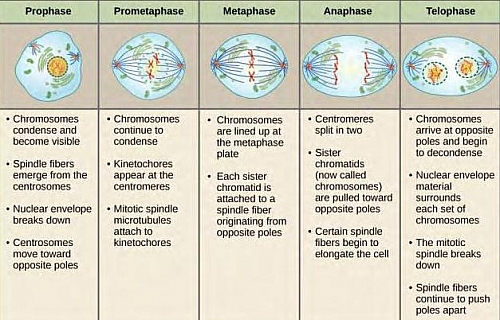 Prophase
Prometaphase
Metaphase
Anaphase
Telophase
• Chromosomes
condense and
become visible
• Spindle fibers
emerge from the
centrosomes
• Nuclear envelope
breaks down
• Centrosomes
move toward
opposite poles
• Chromosomes
continue to
condense
• Kinetochores
appear at the
centromeres
• Mitotic spindle
microtubules
attach to
kinetochores
• Chromosomes
are lined up at
the metaphase
plate
• Each sister
chromatid is
attached to a
spindle fiber
originating from
opposite poles
• Centromeres
split in two
• Sister
chromatids
(now called
chromosomes)
are pulled toward
opposite poles
• Certain spindle
fibers begin to
elongate the cell
• Chromosomes
arrive at opposite
poles and begin
to decondense
• Nuclear envelope
material
surrounds
each set of
chromosomes
• The mitotic
spindle breaks
down
• Spindle fibers
continue to push
poles apart